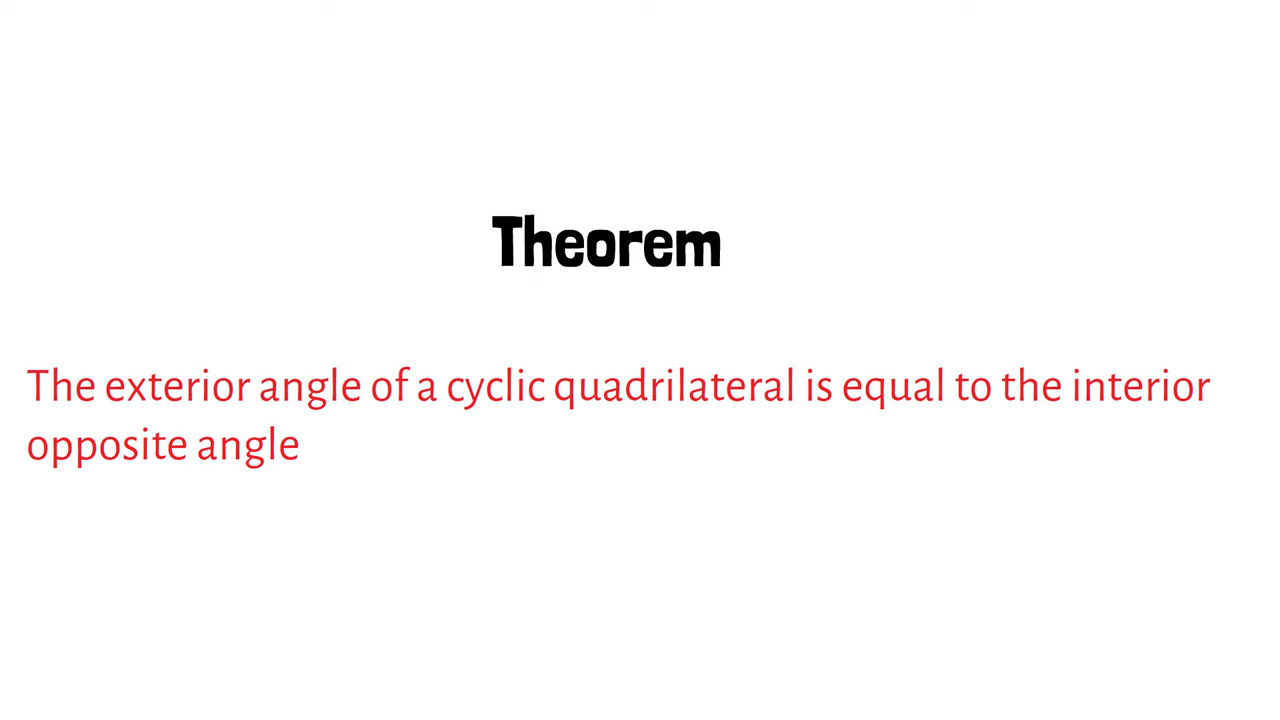 Theorem
The exterior angle of a cyclic quadrilateral is equal to the interior
opposite angle